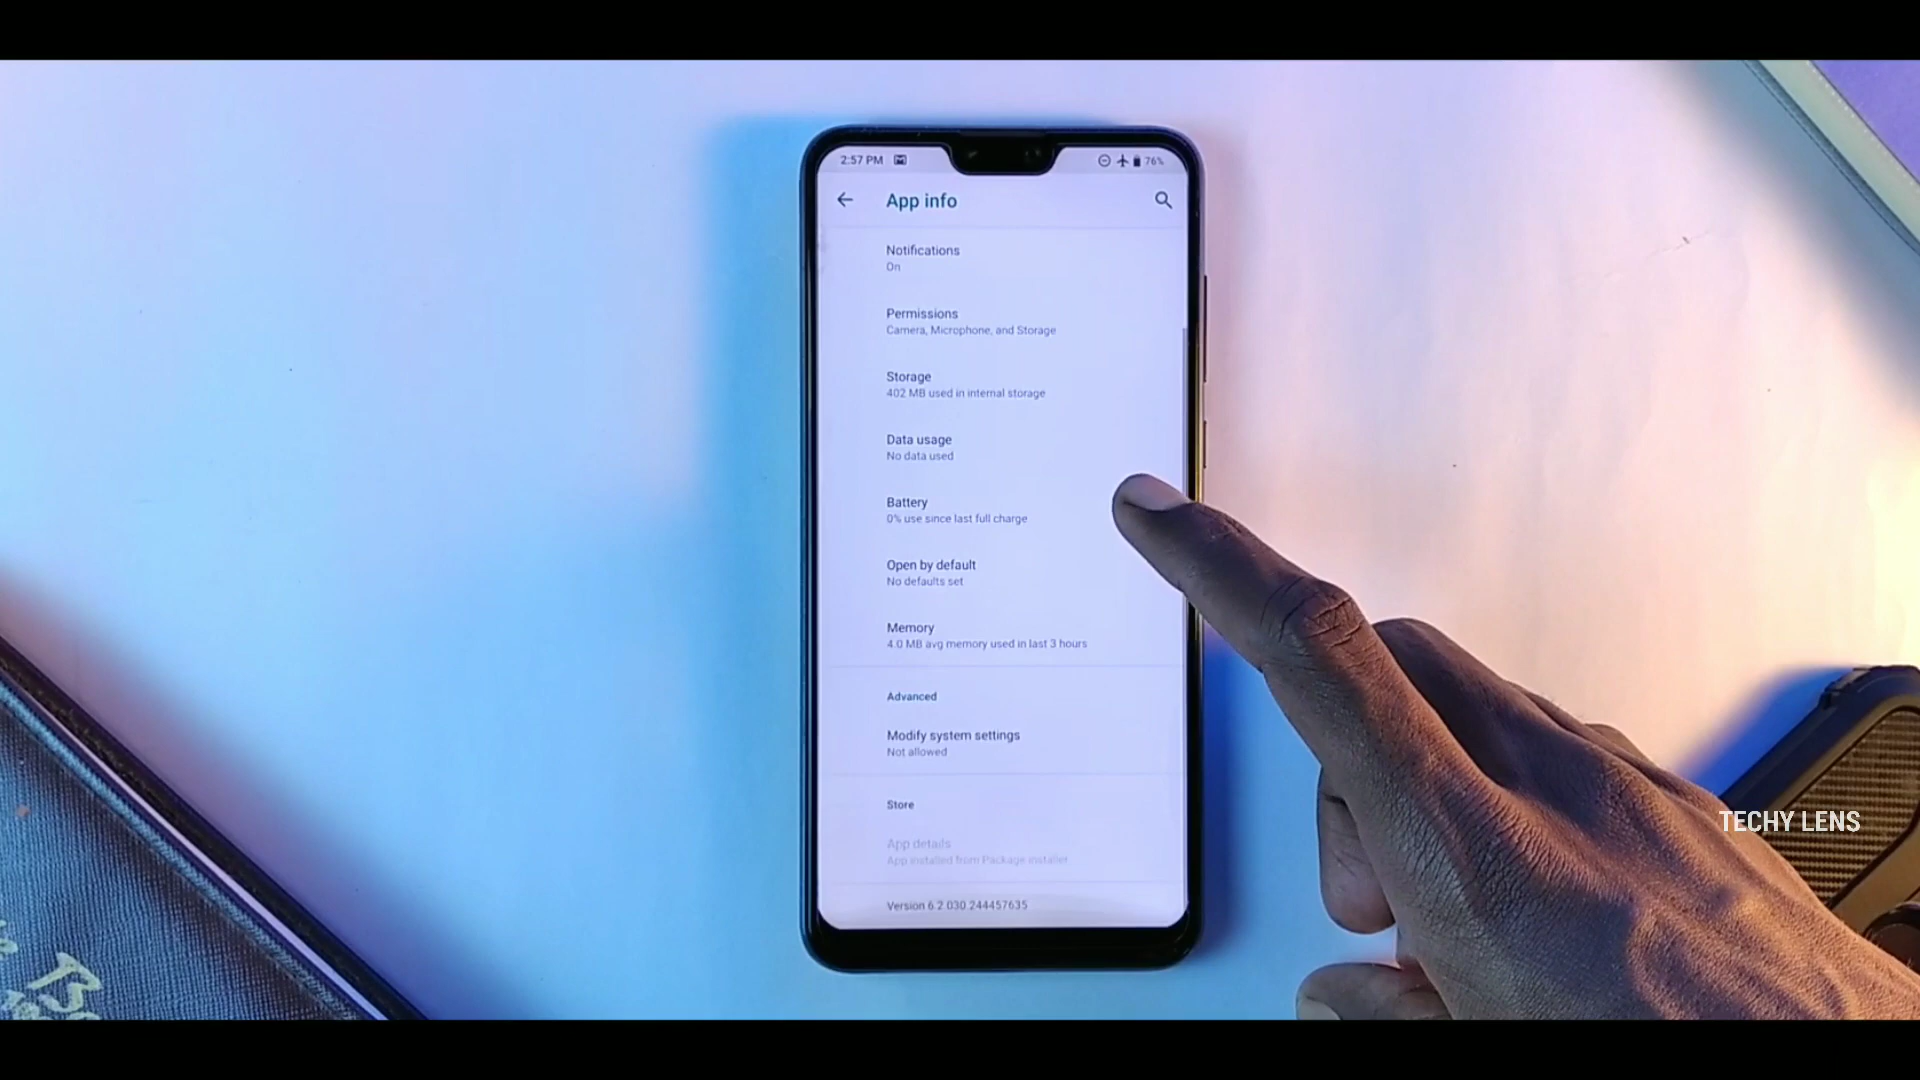 2:57 PM
76%
App info
Notifications
On
Permissions
Camera, Microphone, and Storage
Storage
402 MB used in internal storage
Data usage
No data used
Battery
0% use since last full charge
Open by default
No defaults set
Memory
4.0 MB avg memory used in last 3 hours
Advanced
Modify system settings
Not allowed
Store
App details
App installed from Package installer
Version 6.2.030.244457635
TECHY LENS